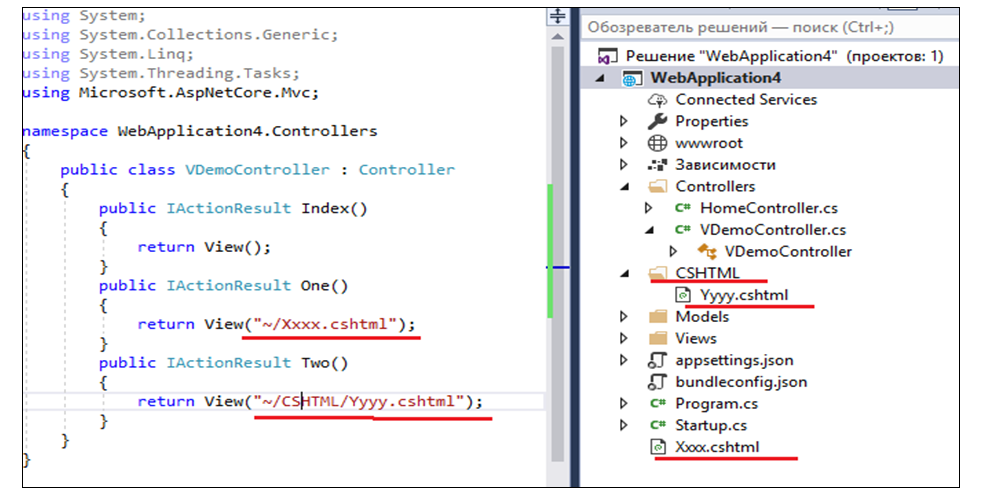 using System;
using System.Collections.Generic;
using System.Linq;
using System.Threading.Tasks;
using Microsoft.AspNetCore.Mvc;
namespace WebApplication4.Controllers
{
public class VDemoController : Controller
{
public IActionResult Index()
{
return View();
}
public IActionResult One()
{
return View("~/Xxxx.cshtml");
}
public IActionResult Two()
{
return View("~/CSHTML/Yyyy.cshtml");
}
}
}
Обозреватель решений — поиск (Ctrl+;)
Решение "WebApplication4" (проектов: 1)
WebApplication4
Connected Services
Properties
wwwroot
Зависимости
Controllers
C# HomeController.cs
C# VDemoController.cs
VDemoController
CSHTML
Yyyy.cshtml
Models
Views
appsettings.json
bundleconfig.json
C# Program.cs
C# Startup.cs
Xxxx.cshtml